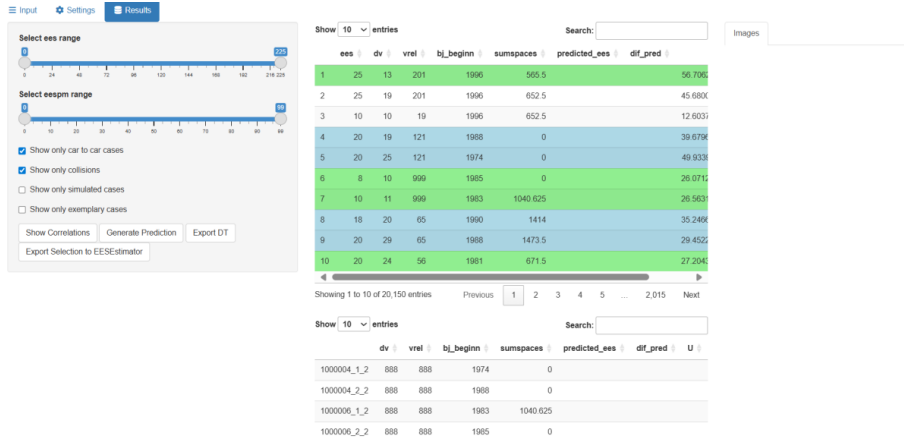 Input Settings Results
Select ees range
0 225
0 24 48 72 96 120 144 168 192 216 225
Select eespm range
0 99
0 10 20 30 40 50 60 70 80 90 99
Show only car to car cases
Show only collisions
Show only simulated cases
Show only exemplary cases
Show Correlations Generate Prediction Export DT
Export Selection to EESEstimator
Show 10 entries Search:
ees dv vrel bj_beginn sumspaces predicted_ees dif_pred
1 25 13 201 1996 565.5 56.706
2 25 19 201 1996 652.5 45.680
3 10 10 19 1996 652.5 12.603
4 20 19 121 1988 0 39.679
5 20 25 121 1974 0 49.933
6 8 10 999 1985 0 26.071
7 10 11 999 1983 1040.625 26.563
8 18 20 65 1990 1414 35.246
9 20 29 65 1988 1473.5 29.452
10 20 24 56 1981 671.5 27.204
Showing 1 to 10 of 20,150 entries Previous 1 2 3 4 5 ... 2,015 Next
Show 10 entries Search:
dv vrel bj_beginn sumspaces predicted_ees dif_pred U
1000004_1_2 888 888 1974 0
1000004_2_2 888 888 1988 0
1000006_1_2 888 888 1983 1040.625
1000006_2_2 888 888 1985 0
Images